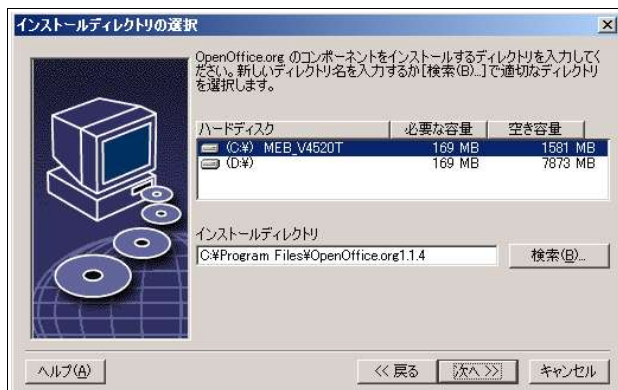 インストールディレクトリの選択
OpenOffice.org のコンポーネントをインストールするディレクトリを入力してく
ださい。新しいディレクトリ名を入力するか[検索(B)...]で適切なディレクトリ
を選択します。
ハードディスク 必要な容量 空き容量
(C:¥) MEB_V4520T 169 MB 1581 MB
(D:¥) 169 MB 7873 MB
インストールディレクトリ
C:¥Program Files¥OpenOffice.org1.1.4 検索(B)...
ヘルプ(A) << 戻る 次へ >> キャンセル